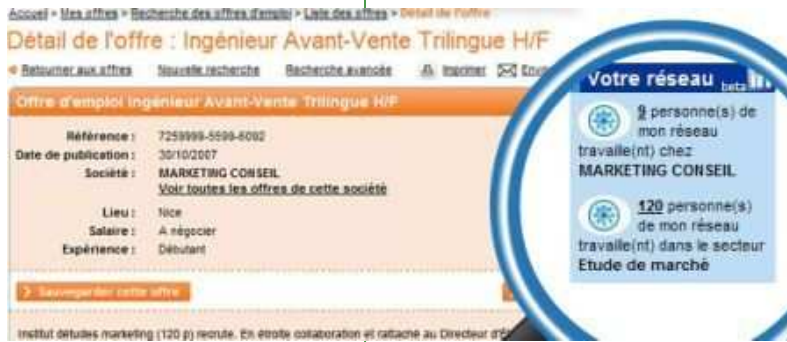 Accueil > Mes offres > Recherche des offres d'emploi > Liste des offres > Détail de l'offre
Détail de l'offre : Ingénieur Avant-Vente Trilingue H/F
Retourner aux offres Nouvelle recherche Recherche avancée Imprimer
Offre d'emploi Ingénieur Avant-Vente Trilingue H/F
Référence : 7259999-5599-6092
Date de publication : 30/10/2007
Société : MARKETING CONSEIL
Voir toutes les offres de cette société
Lieu : Nice
Salaire : A négocier
Expérience : Débutant
> Sauvegarder cette offre
Institut détudes marketing (120 p) recrute. En étroite collaboration et rattaché au Directeur
Votre réseau beta
9 personne(s) de
mon réseau
travaille(nt) chez
MARKETING CONSEIL
120 personne(s)
de mon réseau
travaille(nt) dans le secteur
Etude de marché